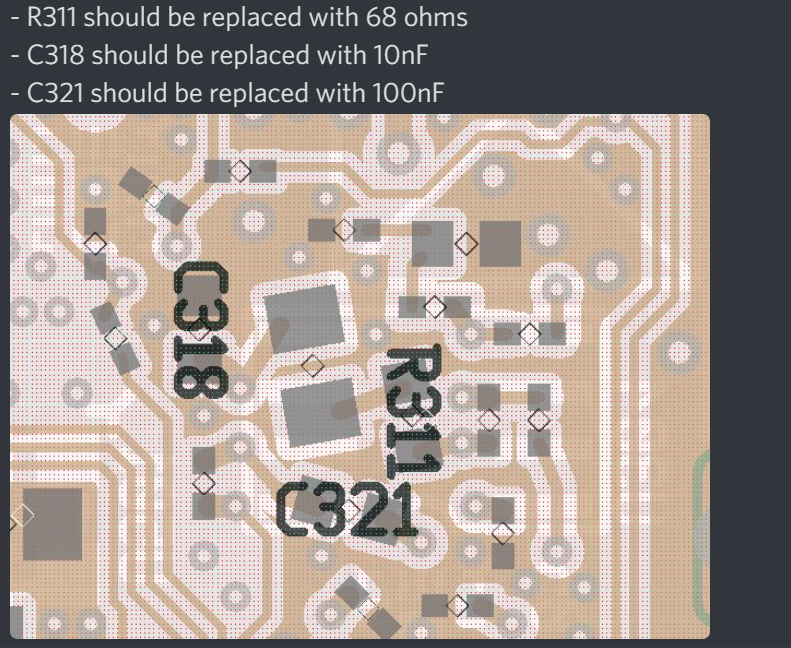 - R311 should be replaced with 68 ohms
- C318 should be replaced with 10nF
- C321 should be replaced with 100nF
C318
R311
C321